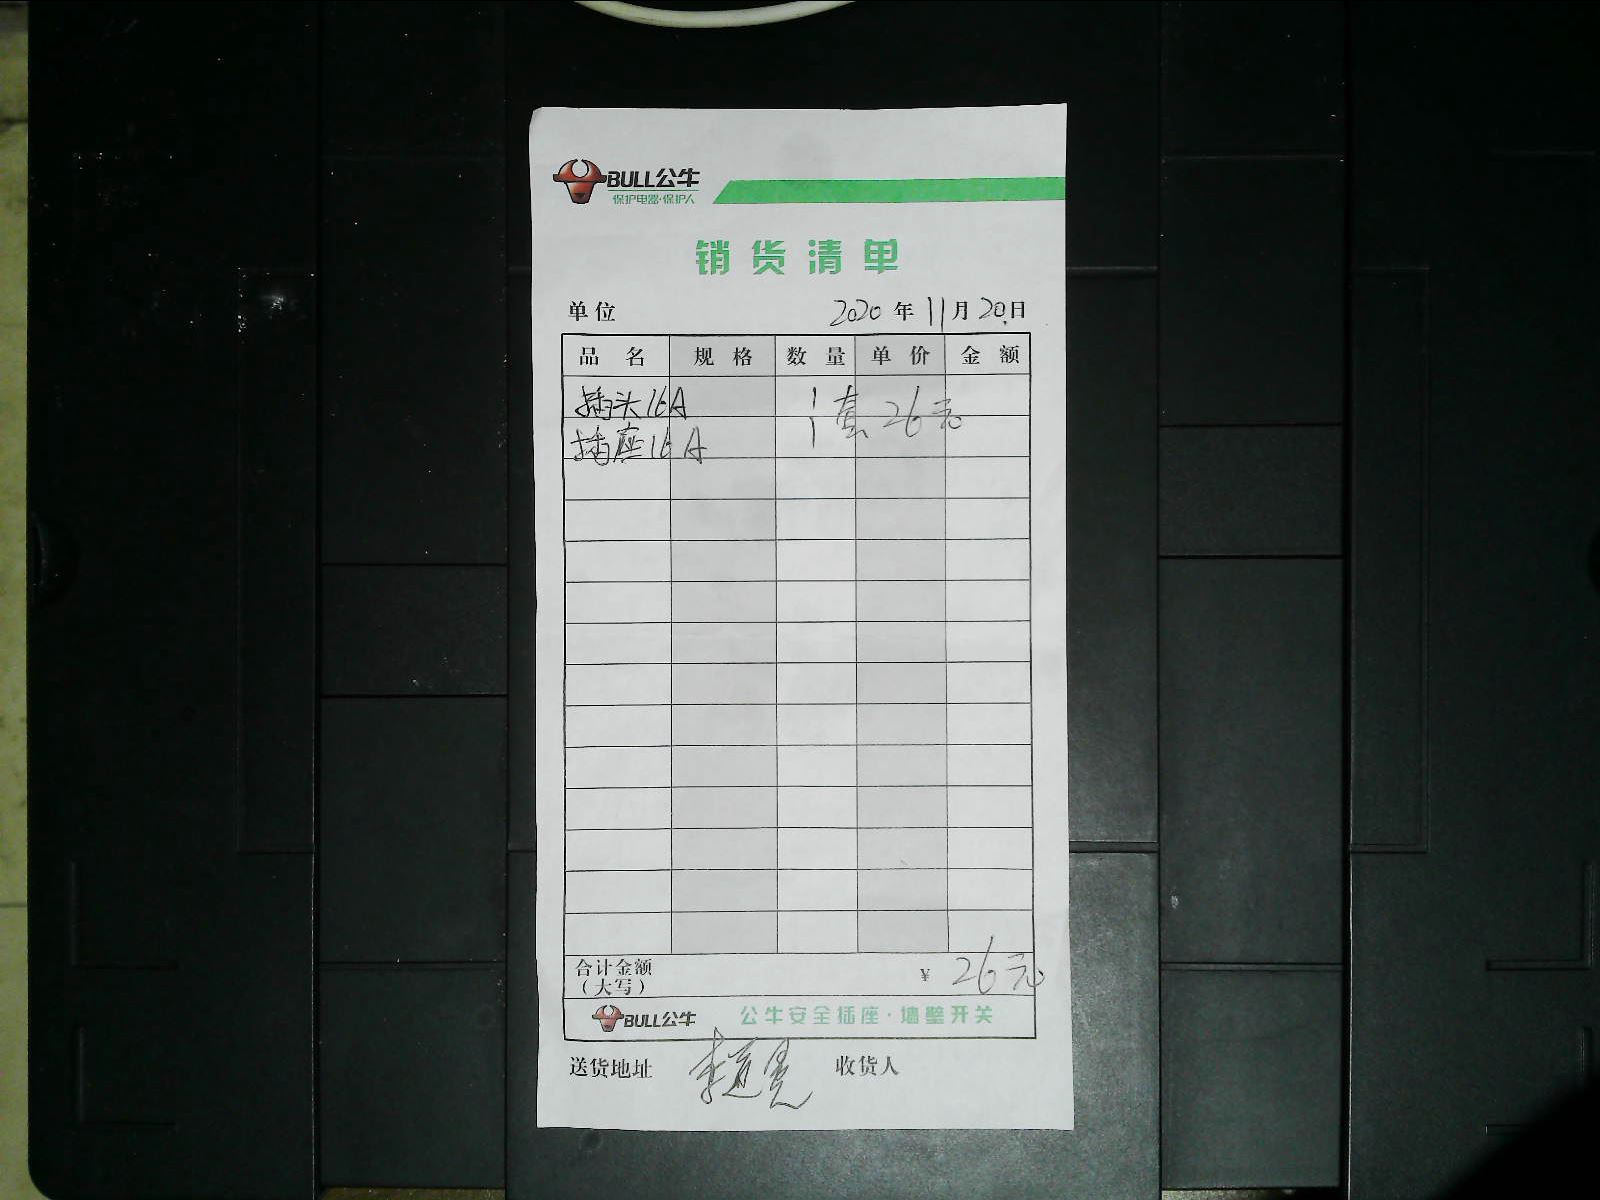 BULL公牛
保护电器·保护人
销货清单
单位 2020年11月20日
品名 规格 数量 单价 金额
插头16A 1套 26元
插座16A
合计金额 ¥ 26元
(大写)
BULL公牛 公牛安全插座·墙壁开关
送货地址 李道 收货人